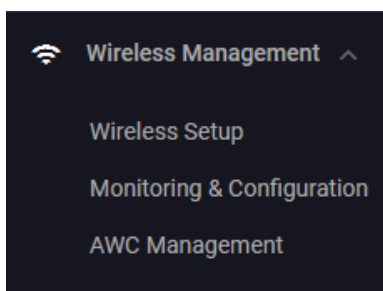 Wireless Management
Wireless Setup
Monitoring & Configuration
AWC Management